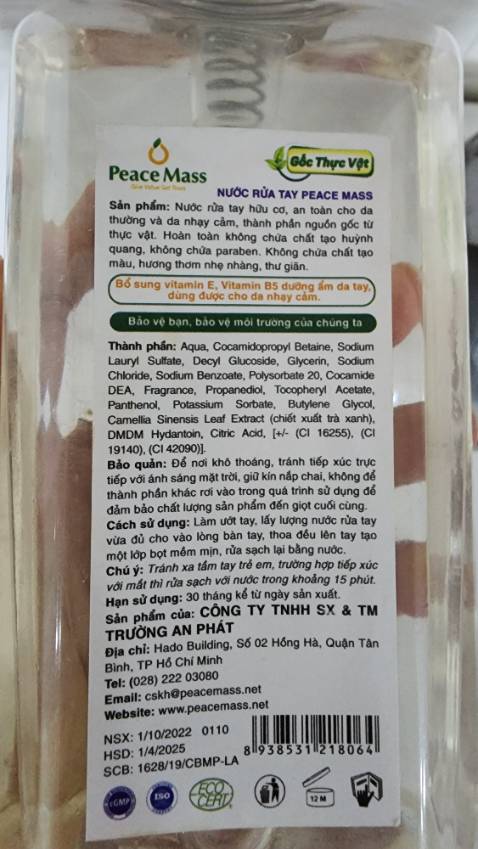 Peace Mass
Give Value Get Trust
Gốc Thực Vật
NƯỚC RỬA TAY PEACE MASS
Sản phẩm: Nước rửa tay hữu cơ, an toàn cho da
thường và da nhạy cảm, thành phần nguồn gốc từ
thực vật. Hoàn toàn không chứa chất tạo huỳnh
quang, không chứa paraben. Không chứa chất tạo
màu, hương thơm nhẹ nhàng, thư giãn.
Bổ sung vitamin E, Vitamin B5 dưỡng ẩm da tay,
dùng được cho da nhạy cảm.
Bảo vệ bạn, bảo vệ môi trường của chúng ta
Thành phần: Aqua, Cocamidopropyl Betaine, Sodium
Lauryl Sulfate, Decyl Glucoside, Glycerin, Sodium
Chloride, Sodium Benzoate, Polysorbate 20, Cocamide
DEA, Fragrance, Propanediol, Tocopheryl Acetate,
Panthenol, Potassium Sorbate, Butylene Glycol,
Camellia Sinensis Leaf Extract (chiết xuất trà xanh),
DMDM Hydantoin, Citric Acid, [+/- (CI 16255), (CI
19140), (CI 42090)].
Bảo quản: Để nơi khô thoáng, tránh tiếp xúc trực
tiếp với ánh sáng mặt trời, giữ kín nắp chai, không để
thành phần khác rơi vào trong quá trình sử dụng để
đảm bảo chất lượng sản phẩm đến giọt cuối cùng.
Cách sử dụng: Làm ướt tay, lấy lượng nước rửa tay
vừa đủ cho vào lòng bàn tay, thoa đều lên tay tạo
một lớp bọt mềm mịn, rửa sạch lại bằng nước.
Chú ý: Tránh xa tầm tay trẻ em, trường hợp tiếp xúc
với mắt thì rửa sạch với nước trong khoảng 15 phút.
Hạn sử dụng: 30 tháng kể từ ngày sản xuất.
Sản phẩm của: CÔNG TY TNHH SX & TM
TRƯỜNG AN PHÁT
Địa chỉ: Hado Building, Số 02 Hồng Hà, Quận Tân
Bình, TP Hồ Chí Minh
Tel: (028) 222 03080
Email: cskh@peacemass.net
Website: www.peacemass.net
NSX: 1/10/2022 0110
HSD: 1/4/2025
SCB: 1628/19/CBMP-LA
8 938531 218064
cGMP
ISO
ECO CERT
12 M